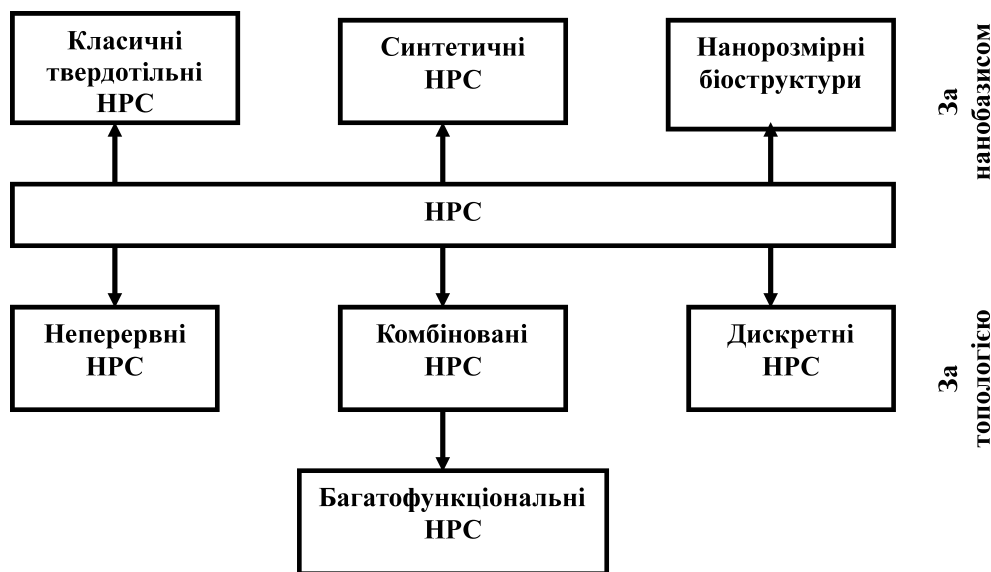 Класичні
твердотільні
НРС
Синтетичні
НРС
Нанорозмірні
біоструктури
За
нанобазисом
НРС
Неперервні
НРС
Комбіновані
НРС
Дискретні
НРС
За
топологією
Багатофункціональні
НРС